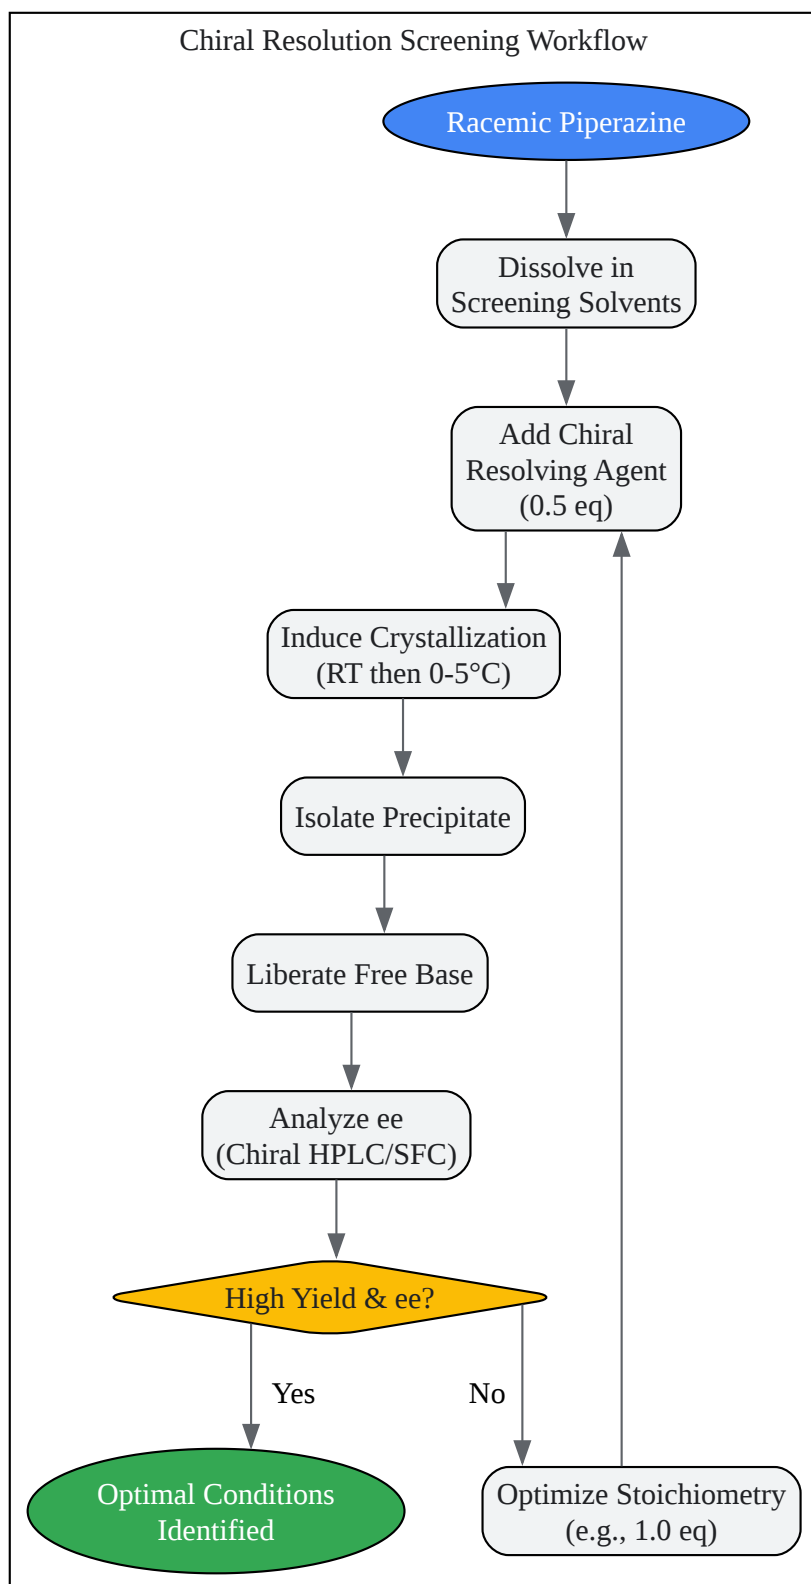 Chiral Resolution Screening Workflow
Racemic Piperazine
Dissolve in
Screening Solvents
Add Chiral
Resolving Agent
(0.5 eq)
Induce Crystallization
(RT then 0-5°C)
Isolate Precipitate
Liberate Free Base
Analyze ee
(Chiral HPLC/SFC)
High Yield & ee?
Yes
No
Optimal Conditions
Identified
Optimize Stoichiometry
(e.g., 1.0 eq)